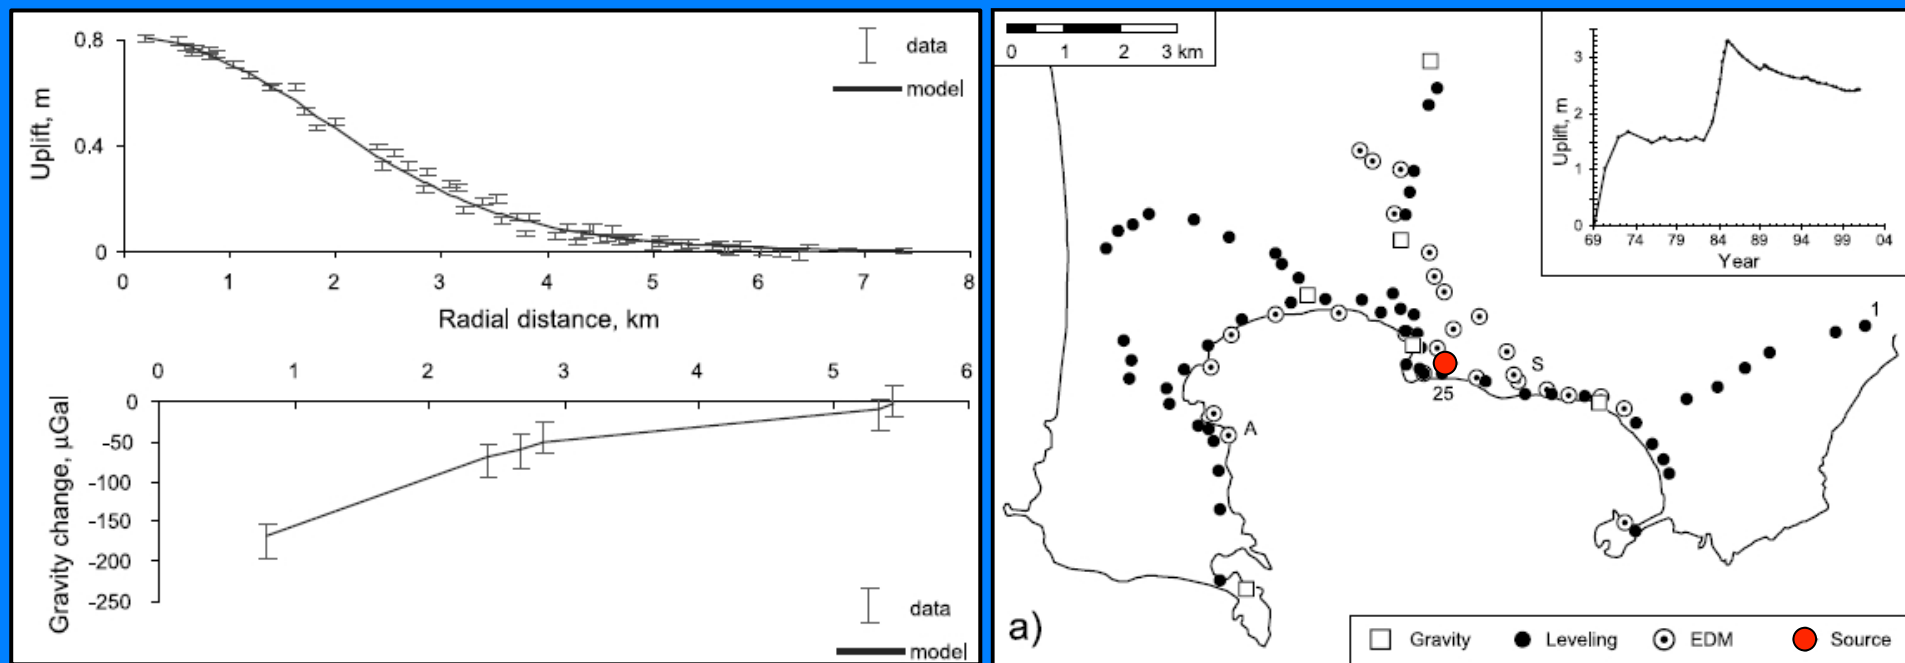 0.8
0.4
0
Uplift, m
data
model
0 1 2 3 4 5 6 7 8
Radial distance, km
0 1 2 3 4 5 6
0
-50
-100
-150
-200
-250
Gravity change, µGal
data
model
0 1 2 3 km
3
2
1
0
Uplift, m
69 74 79 84 89 94 99 04
Year
1
S
25
A
a)
Gravity Leveling EDM Source